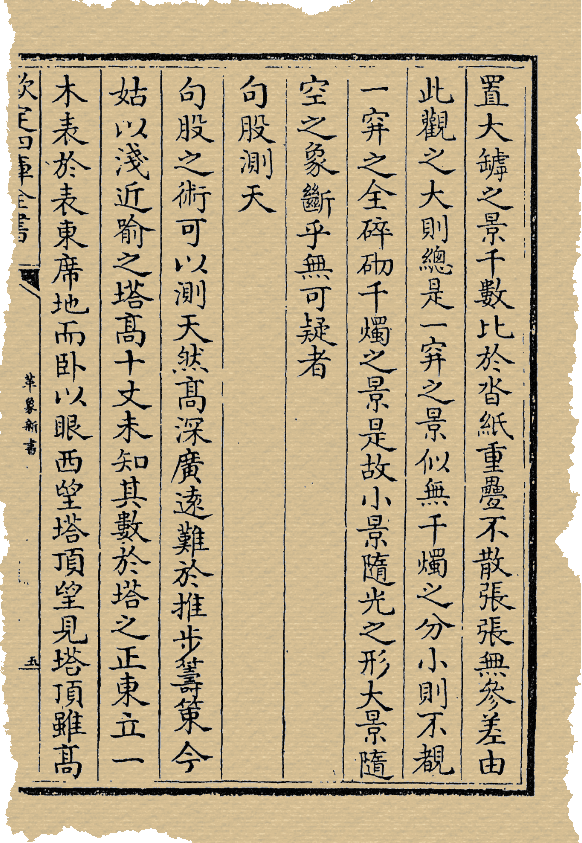 置大罅之景千數比於沓紙重疊不散張張無參差由
此觀之大則總是一穽之景似無千燭之分小則不覩
一穽之全碎砌千燭之景是故小景隨光之形大景隨
空之象斷乎無可疑者
句股測天
句股之術可以測天然髙深廣逺難於推步籌策今
姑以淺近喻之塔髙十丈未知其數於塔之正東立一
木表於表東席地而卧以眼西望塔頂望見塔頂雖髙
欽定四庫全書
革象新書
五